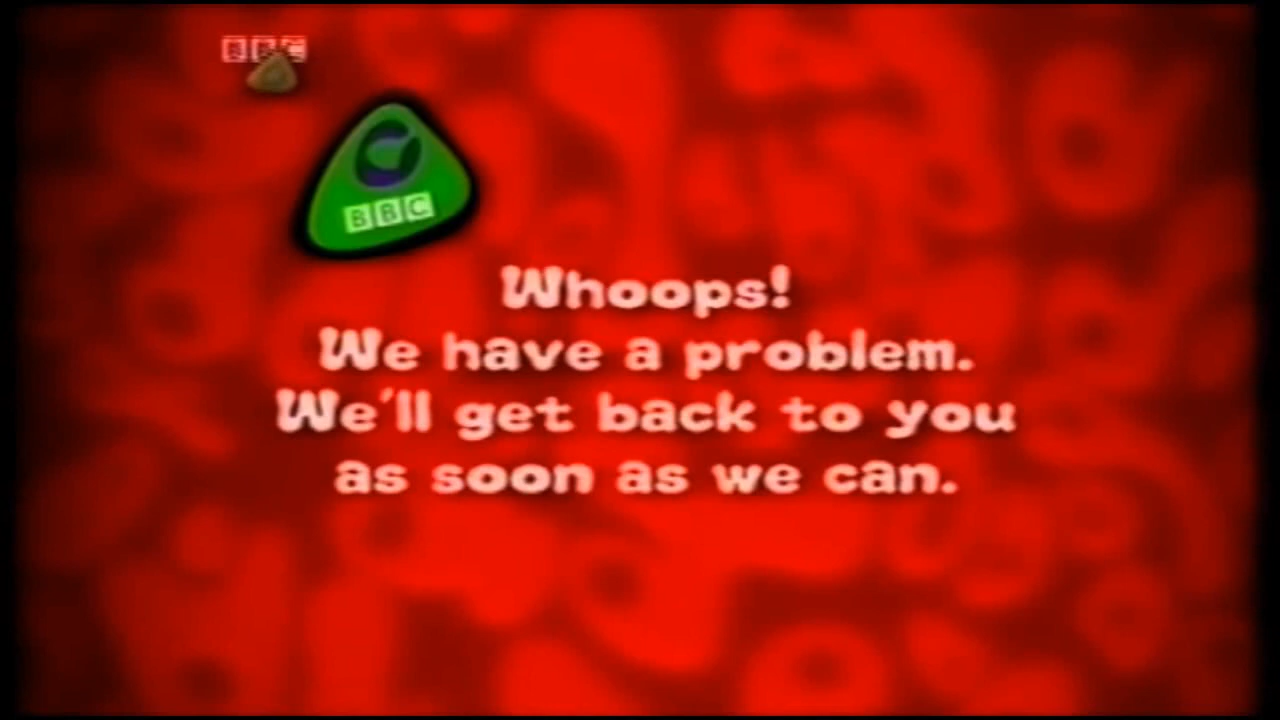 BBC
BBC
Whoops!
We have a problem.
We'll get back to you
as soon as we can.